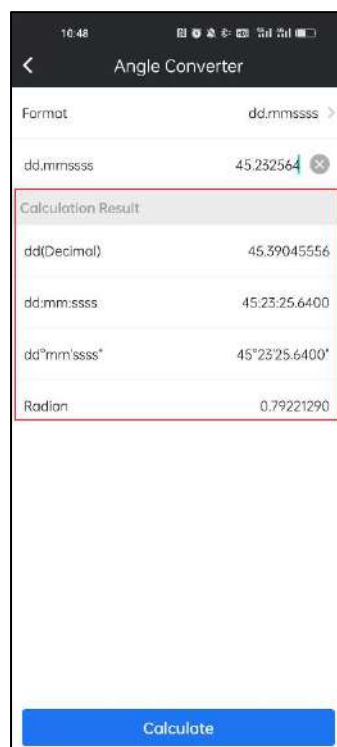 10:48
Angle Converter
Format dd.mmssss >
dd.mmssss 45.232564
Calculation Result
dd(Decimal) 45.39045556
dd:mm:ssss 45:23:25.6400
dd°mm'ssss" 45°23'25.6400"
Radian 0.79221290
Calculate